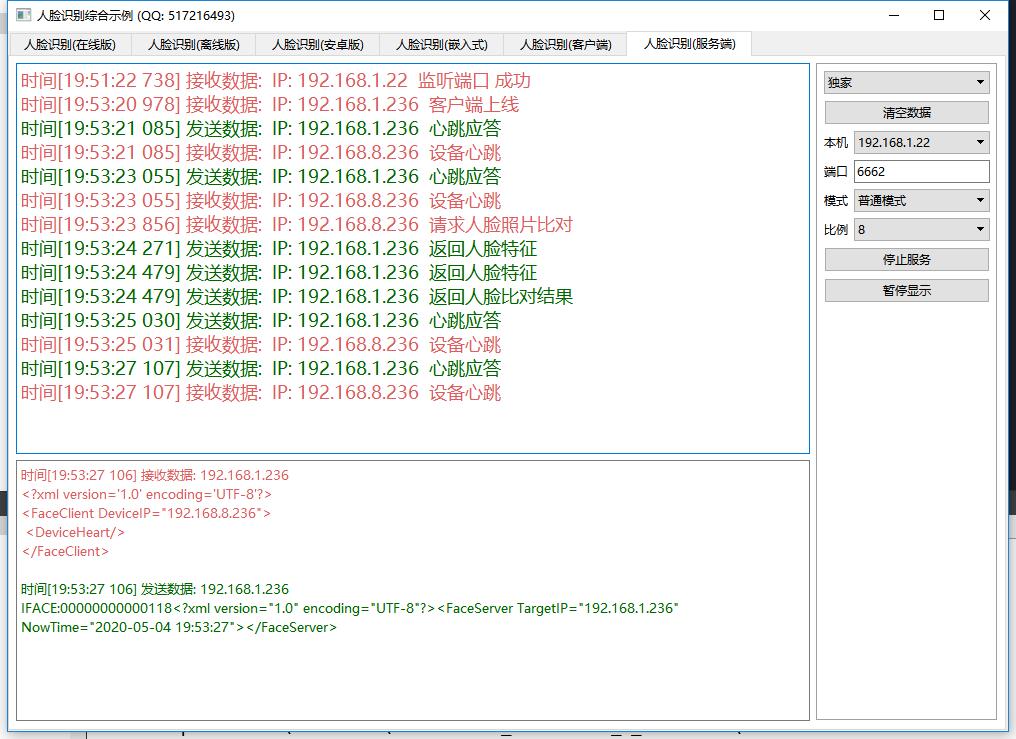 人脸识别综合示例 (QQ: 517216493)
人脸识别(在线版) 人脸识别(离线版) 人脸识别(安卓版) 人脸识别(嵌入式) 人脸识别(客户端) 人脸识别(服务端)
时间[19:51:22 738] 接收数据: IP: 192.168.1.22 监听端口 成功
时间[19:53:20 978] 接收数据: IP: 192.168.1.236 客户端上线
时间[19:53:21 085] 发送数据: IP: 192.168.1.236 心跳应答
时间[19:53:21 085] 接收数据: IP: 192.168.8.236 设备心跳
时间[19:53:23 055] 发送数据: IP: 192.168.1.236 心跳应答
时间[19:53:23 055] 接收数据: IP: 192.168.8.236 设备心跳
时间[19:53:23 856] 接收数据: IP: 192.168.8.236 请求人脸照片比对
时间[19:53:24 271] 发送数据: IP: 192.168.1.236 返回人脸特征
时间[19:53:24 479] 发送数据: IP: 192.168.1.236 返回人脸特征
时间[19:53:24 479] 发送数据: IP: 192.168.1.236 返回人脸比对结果
时间[19:53:25 030] 发送数据: IP: 192.168.1.236 心跳应答
时间[19:53:25 031] 接收数据: IP: 192.168.8.236 设备心跳
时间[19:53:27 107] 发送数据: IP: 192.168.1.236 心跳应答
时间[19:53:27 107] 接收数据: IP: 192.168.8.236 设备心跳
时间[19:53:27 106] 接收数据: 192.168.1.236
<?xml version='1.0' encoding='UTF-8'?>
<FaceClient DeviceIP="192.168.8.236">
<DeviceHeart/>
</FaceClient>
时间[19:53:27 106] 发送数据: 192.168.1.236
IFACE:00000000000118<?xml version="1.0" encoding="UTF-8"?><FaceServer TargetIP="192.168.1.236"
NowTime="2020-05-04 19:53:27"></FaceServer>
独家
清空数据
本机 192.168.1.22
端口 6662
模式 普通模式
比例 8
停止服务
暂停显示